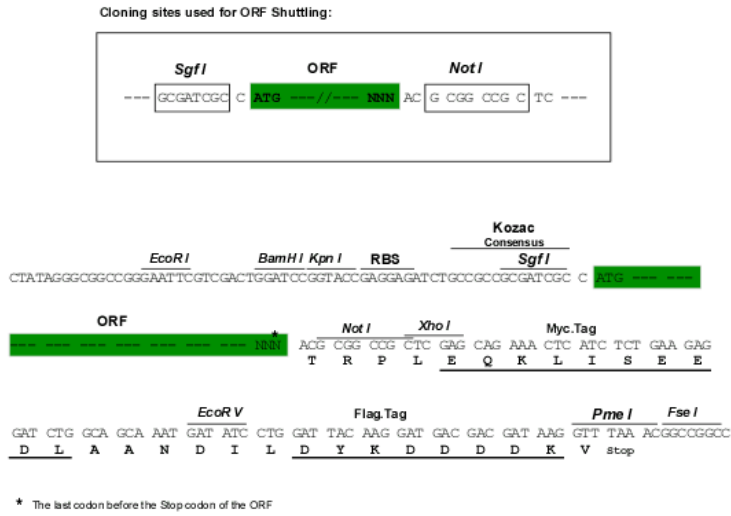 Cloning sites used for ORF Shuttling:
Sgf I ORF Not I
--- GCGATCGC C ATG ---//--- NNN AC G CGG CCG C TC ---
Kozac
Consensus
EcoR I BamH I Kpn I RBS Sgf I
CTATAGGGCGGCCGGGAATTCGTCGACTGGATCCGGTACCGAGGAGATCTGCCGCCGCGATCGC C ATG --- ---
ORF
*
Not I Xho I Myc.Tag
--- --- --- --- --- --- --- --- NNN ACG CGG CCG CTC GAG CAG AAA CTC ATC TCT GAA GAG
T R P L E Q K L I S E E
EcoR V Flag.Tag Pme I Fse I
GAT CTG GCA GCA AAT GAT ATC CTG GAT TAC AAG GAT GAC GAC GAT AAG GTT TAA ACGGCCGGCC
D L A A N D I L D Y K D D D D K V Stop
* The last codon before the Stop codon of the ORF